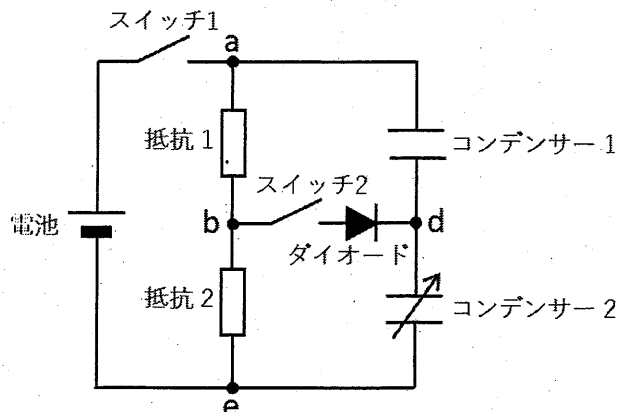 スイッチ1
a
抵抗1
コンデンサー1
スイッチ2
電池
b
d
ダイオード
抵抗2
コンデンサー2
e